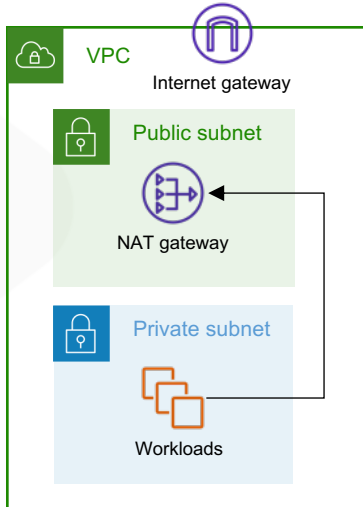 VPC
Internet gateway
Public subnet
NAT gateway
Private subnet
Workloads